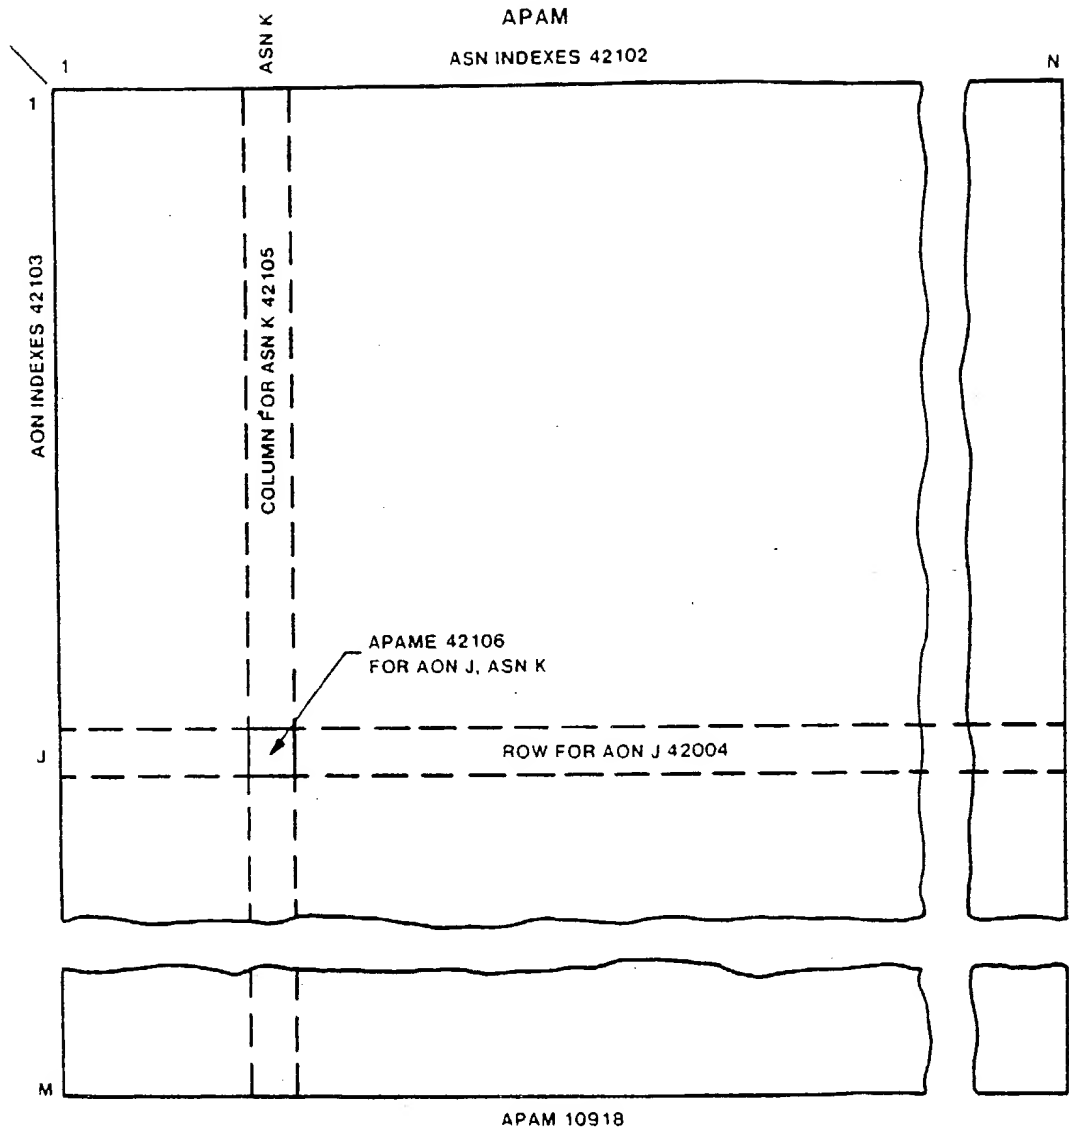 APAM
ASN INDEXES 42102
ASN K
1
N
1
AON INDEXES 42103
COLUMN FOR ASN K 42105
APAME 42106
FOR AON J, ASN K
J
ROW FOR AON J 42004
M
APAM 10918